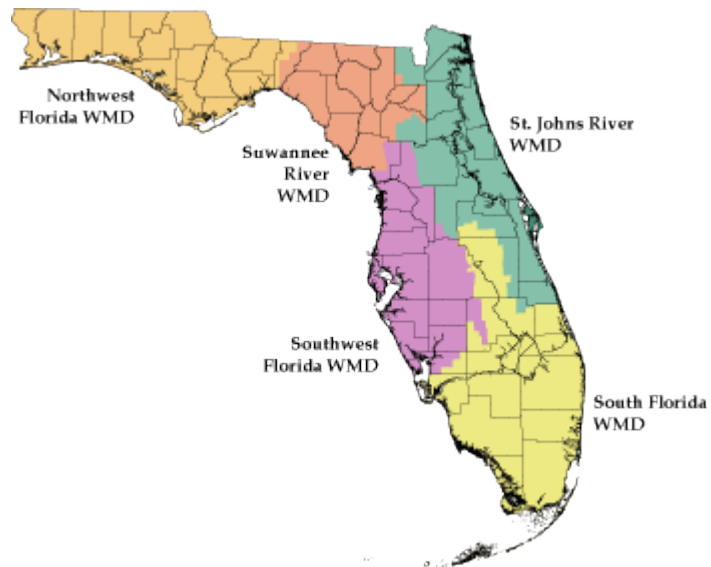 Northwest
Florida WMD
St. Johns River
WMD
Suwannee
River
WMD
Southwest
Florida WMD
South Florida
WMD